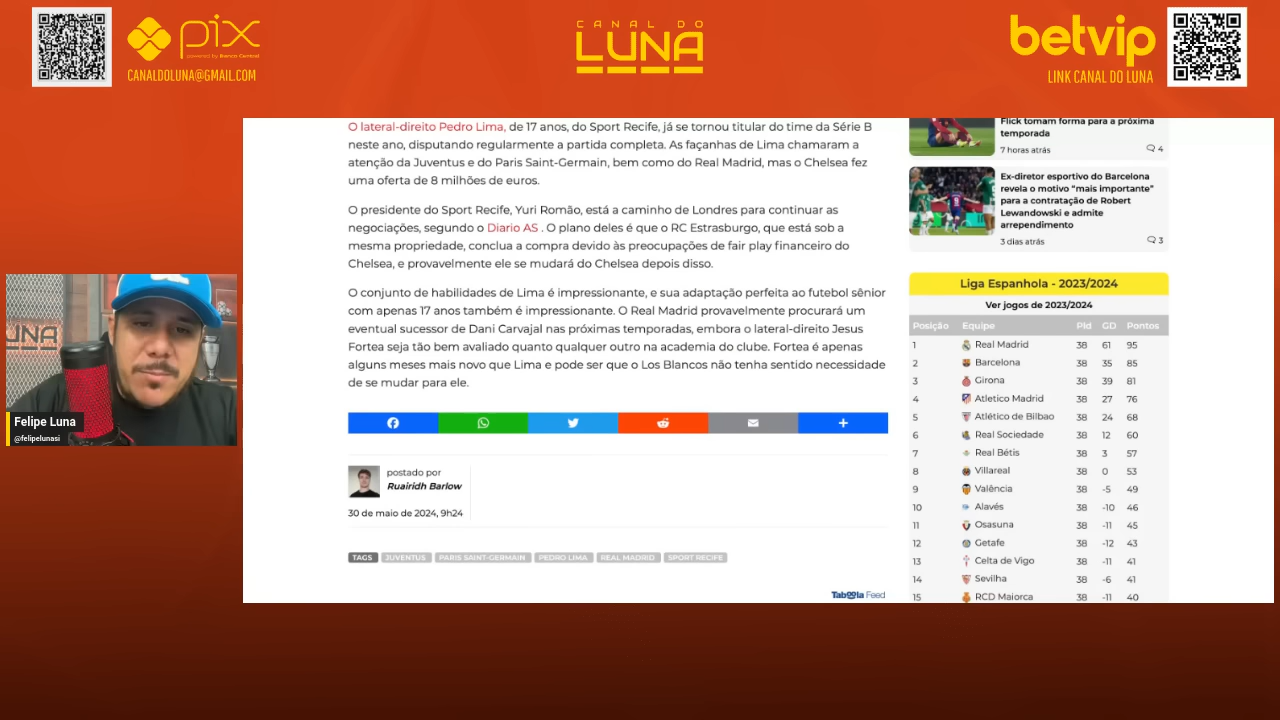 pix
powered by Banco Central
CANALDOLUNA@GMAIL.COM
CANAL DO
LUNA
betvip
LINK CANAL DO LUNA
O lateral-direito Pedro Lima, de 17 anos, do Sport Recife, já se tornou titular do time da Série B
neste ano, disputando regularmente a partida completa. As façanhas de Lima chamaram a
atenção da Juventus e do Paris Saint-Germain, bem como do Real Madrid, mas o Chelsea fez
uma oferta de 8 milhões de euros.
O presidente do Sport Recife, Yuri Romão, está a caminho de Londres para continuar as
negociações, segundo o Diario AS . O plano deles é que o RC Estrasburgo, que está sob a
mesma propriedade, conclua a compra devido às preocupações de fair play financeiro do
Chelsea, e provavelmente ele se mudará do Chelsea depois disso.
O conjunto de habilidades de Lima é impressionante, e sua adaptação perfeita ao futebol sênior
com apenas 17 anos também é impressionante. O Real Madrid provavelmente procurará um
eventual sucessor de Dani Carvajal nas próximas temporadas, embora o lateral-direito Jesus
Fortea seja tão bem avaliado quanto qualquer outro na academia do clube. Fortea é apenas
alguns meses mais novo que Lima e pode ser que o Los Blancos não tenha sentido necessidade
de se mudar para ele.
postado por
Ruairidh Barlow
30 de maio de 2024, 9h24
TAGS JUVENTUS PARIS SAINT-GERMAIN PEDRO LIMA REAL MADRID SPORT RECIFE
Taboola Feed
Flick tomam forma para a próxima
temporada
7 horas atrás 4
Ex-diretor esportivo do Barcelona
revela o motivo "mais importante"
para a contratação de Robert
Lewandowski e admite
arrependimento
3 dias atrás 3
Liga Espanhola - 2023/2024
Ver jogos de 2023/2024
Posição Equipe Pld GD Pontos
1 Real Madrid 38 61 95
2 Barcelona 38 35 85
3 Girona 38 39 81
4 Atletico Madrid 38 27 76
5 Atlético de Bilbao 38 24 68
6 Real Sociedade 38 12 60
7 Real Bétis 38 3 57
8 Villareal 38 0 53
9 Valência 38 -5 49
10 Alavés 38 -10 46
11 Osasuna 38 -11 45
12 Getafe 38 -12 43
13 Celta de Vigo 38 -11 41
14 Sevilha 38 -6 41
15 RCD Maiorca 38 -11 40
UNA
Felipe Luna
@felipelunasi